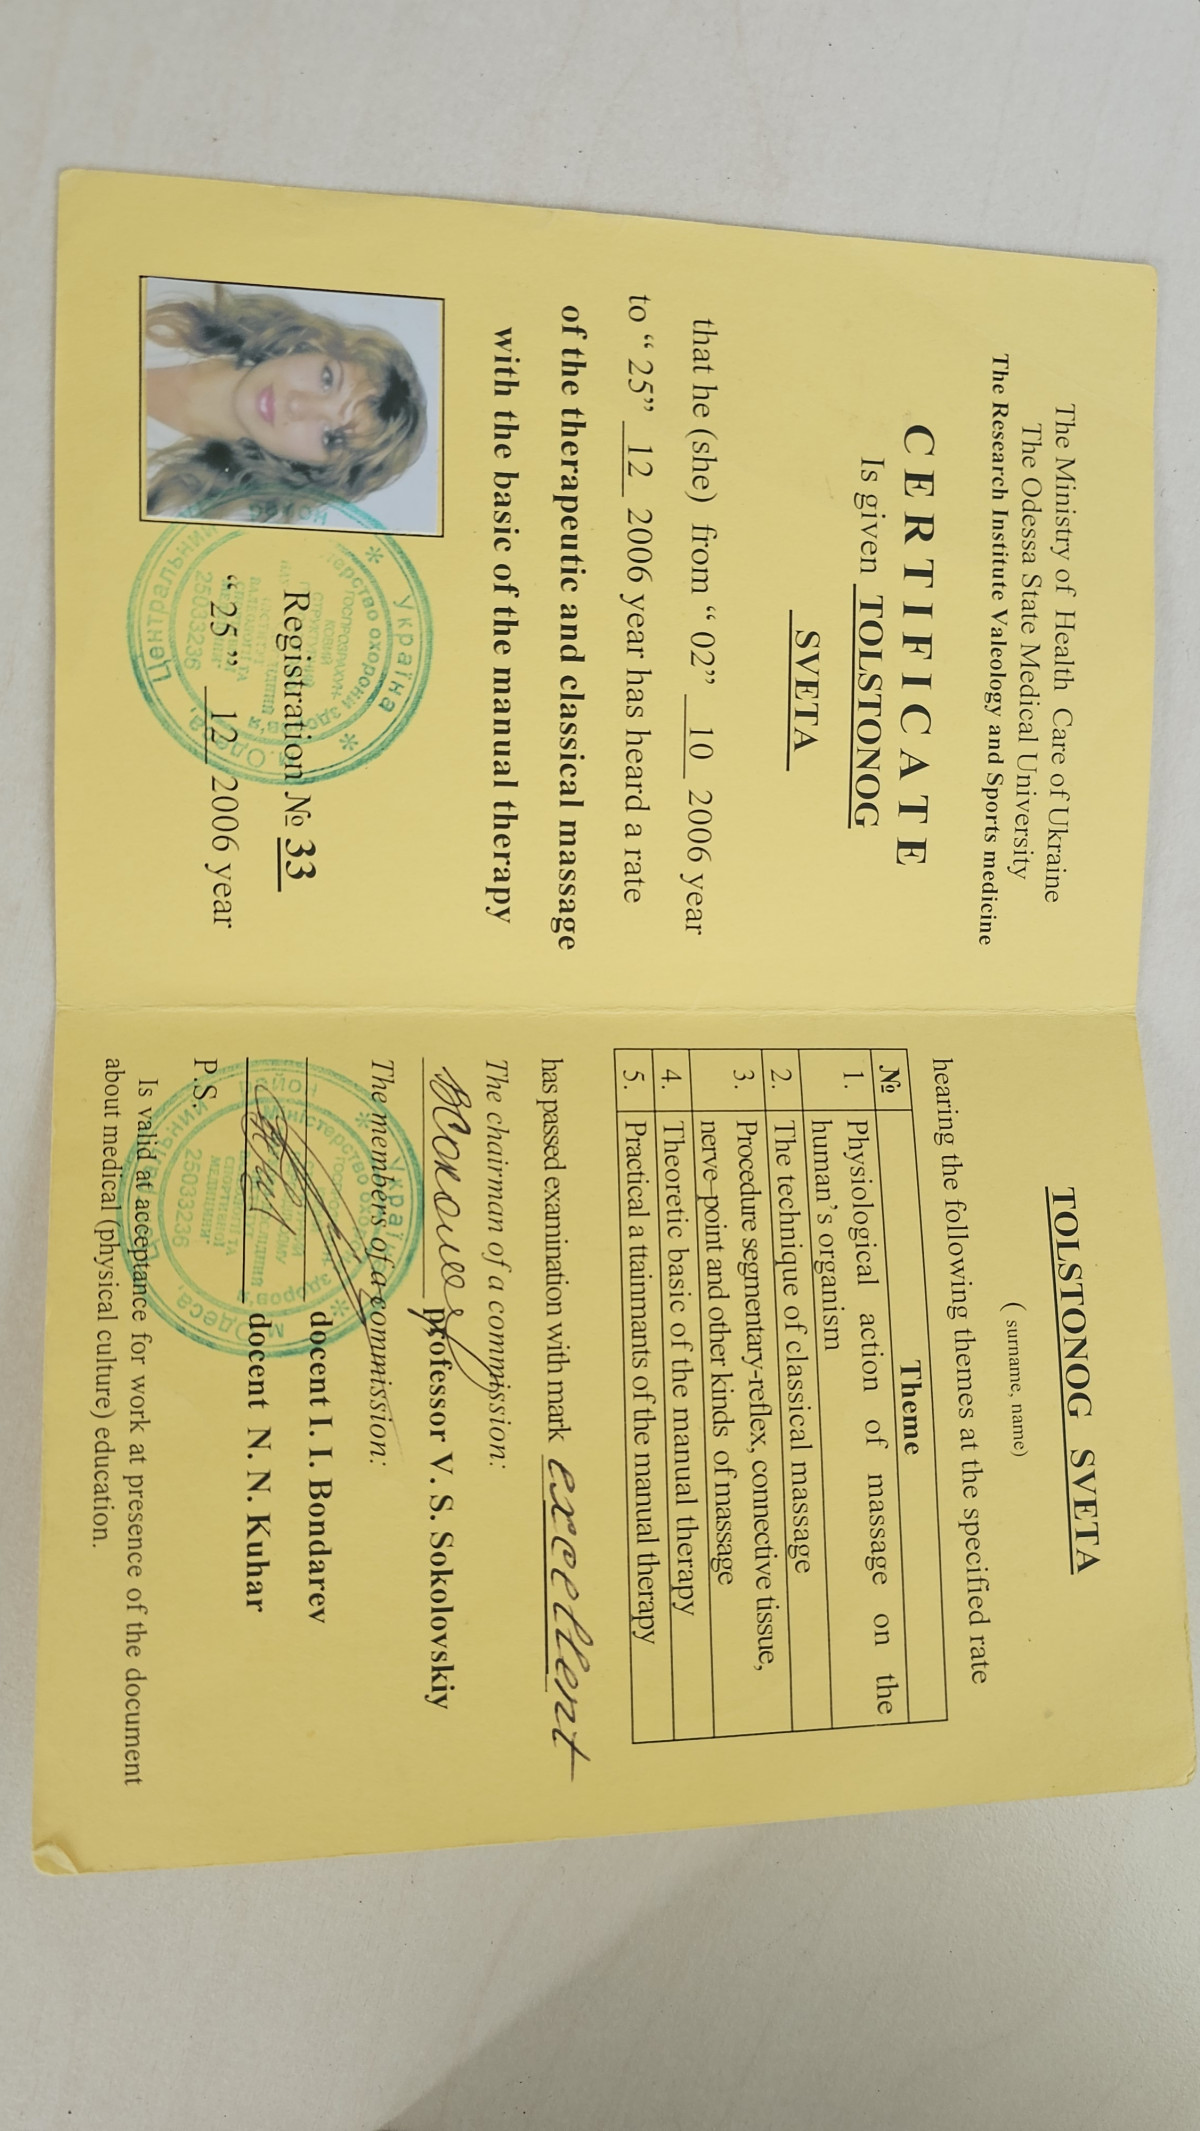 The Ministry of Health Care of Ukraine
The Odessa State Medical University
The Research Institute Valeology and Sports medicine
CERTIFICATE
Is given TOLSTONOG
SVETA
that he (she) from “ 02” 10 2006 year
to “ 25” 12 2006 year has heard a rate
of the therapeutic and classical massage
with the basic of the manual therapy
Registration № 33
“ 25 ” 12 2006 year
Україна
25033236
TOLSTONOG SVETA
( surname, name)
hearing the following themes at the specified rate
№ Theme
1. Physiological action of massage on the
human’s organism
2. The technique of classical massage
3. Procedure segmentary-reflex, connective tissue,
nerve-point and other kinds of massage
4. Theoretic basic of the manual therapy
5. Practical a ttainmants of the manual therapy
has passed examination with mark excellent
The chairman of a commission:
professor V. S. Sokolovskiy
The members of a commission:
docent I. I. Bondarev
docent N. N. Kuhar
Україна
25033236
P.S.
Is valid at acceptance for work at presence of the document
about medical (physical culture) education.